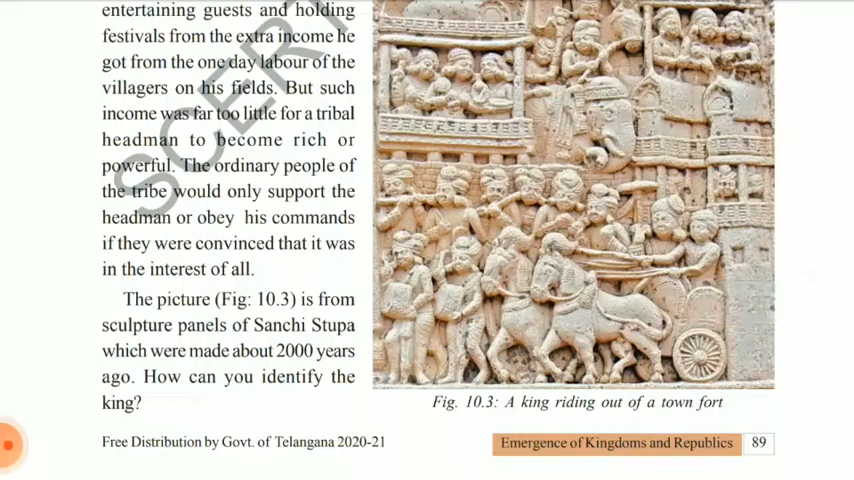 entertaining guests and holding
festivals from the extra income he
got from the one day labour of the
villagers on his fields. But such
income was far too little for a tribal
headman to become rich or
powerful. The ordinary people of
the tribe would only support the
headman or obey his commands
if they were convinced that it was
in the interest of all.
The picture (Fig: 10.3) is from
sculpture panels of Sanchi Stupa
which were made about 2000 years
ago. How can you identify the
king?
Fig. 10.3: A king riding out of a town fort
Free Distribution by Govt. of Telangana 2020-21
Emergence of Kingdoms and Republics 89
SCERT